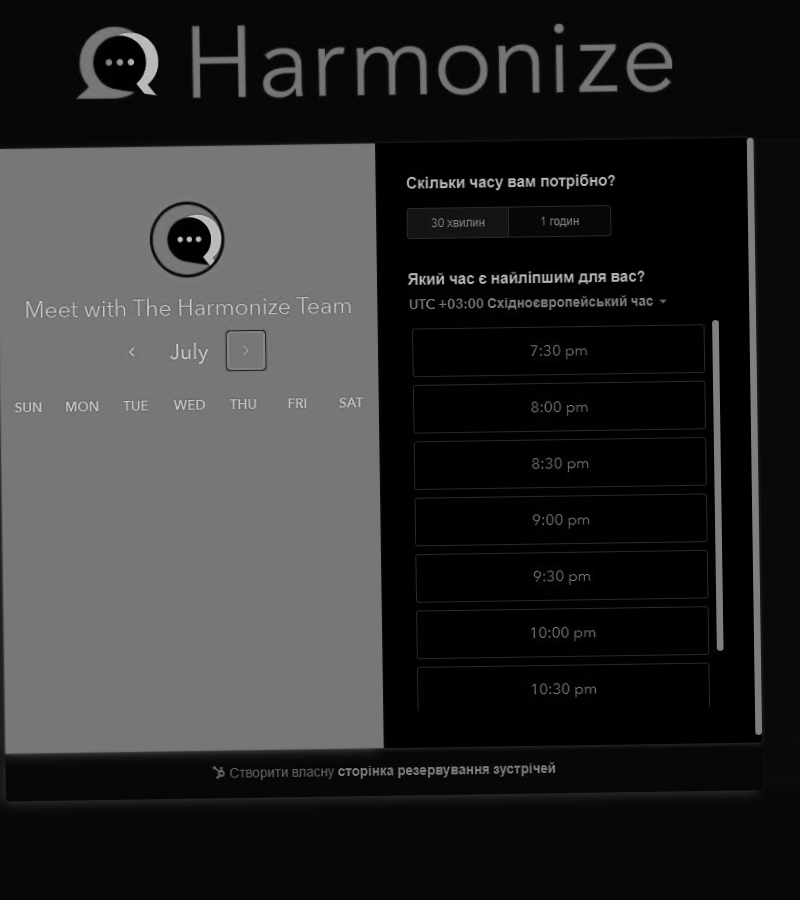 Harmonize
Meet with The Harmonize Team
July
SUN MON TUE WED THU FRI SAT
Скільки часу вам потрібно?
30 хвилин 1 годин
Який час є найліпшим для вас?
UTC +03:00 Східноєвропейський час
7:30 pm
8:00 pm
8:30 pm
9:00 pm
9:30 pm
10:00 pm
10:30 pm
Створити власну сторінка резервування зустрічей